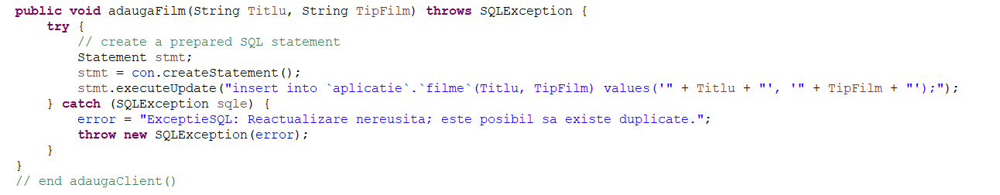 public void adaugaFilm(String Titlu, String TipFilm) throws SQLException {
try {
// create a prepared SQL statement
Statement stmt;
stmt = con.createStatement();
stmt.executeUpdate("insert into `aplicatie`.`filme`(Titlu, TipFilm) values('" + Titlu + "', '" + TipFilm + "');");
} catch (SQLException sqle) {
error = "ExceptieSQL: Reactualizare nereusita; este posibil sa existe duplicate.";
throw new SQLException(error);
}
}
// end adaugaClient()